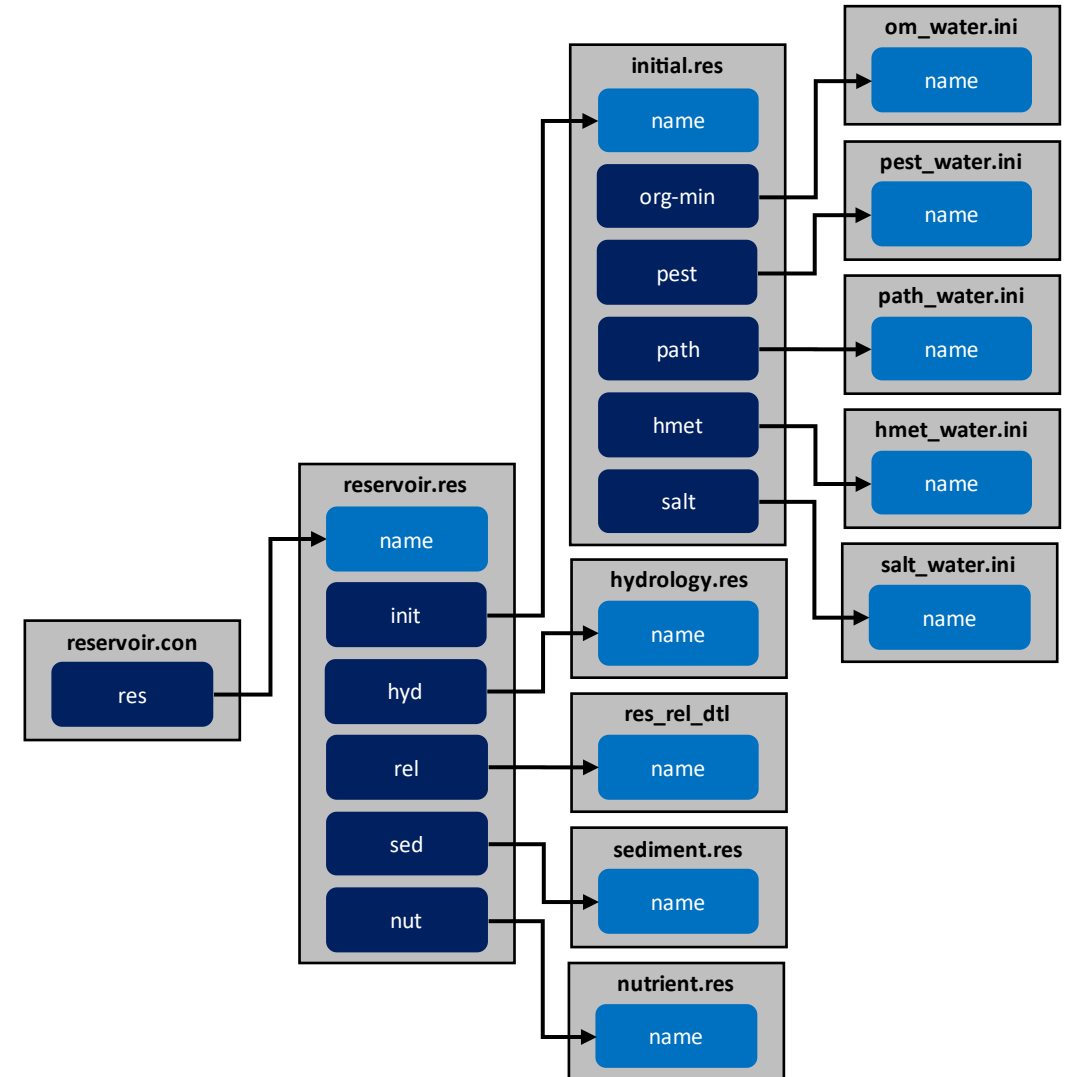 reservoir.con
res
reservoir.res
name
init
hyd
rel
sed
nut
initial.res
name
org-min
pest
path
hmet
salt
hydrology.res
name
res_rel_dtl
name
sediment.res
name
nutrient.res
name
om_water.ini
name
pest_water.ini
name
path_water.ini
name
hmet_water.ini
name
salt_water.ini
name